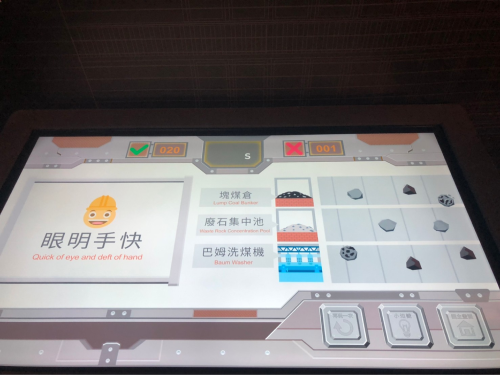 020
S
001
眼明手快
Quick of eye and deft of hand
塊煤倉
Lump Coal Bunker
廢石集中池
Waste Rock Concentration Pool
巴姆洗煤機
Baum Washer